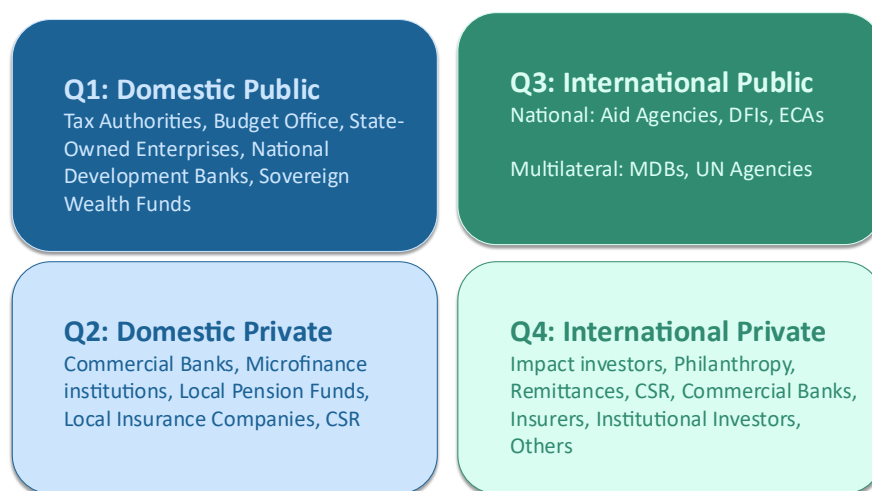 Q1: Domestic Public
Tax Authorities, Budget Office, State-
Owned Enterprises, National
Development Banks, Sovereign
Wealth Funds
Q3: International Public
National: Aid Agencies, DFIs, ECAs
Multilateral: MDBs, UN Agencies
Q2: Domestic Private
Commercial Banks, Microfinance
institutions, Local Pension Funds,
Local Insurance Companies, CSR
Q4: International Private
Impact investors, Philanthropy,
Remittances, CSR, Commercial Banks,
Insurers, Institutional Investors,
Others